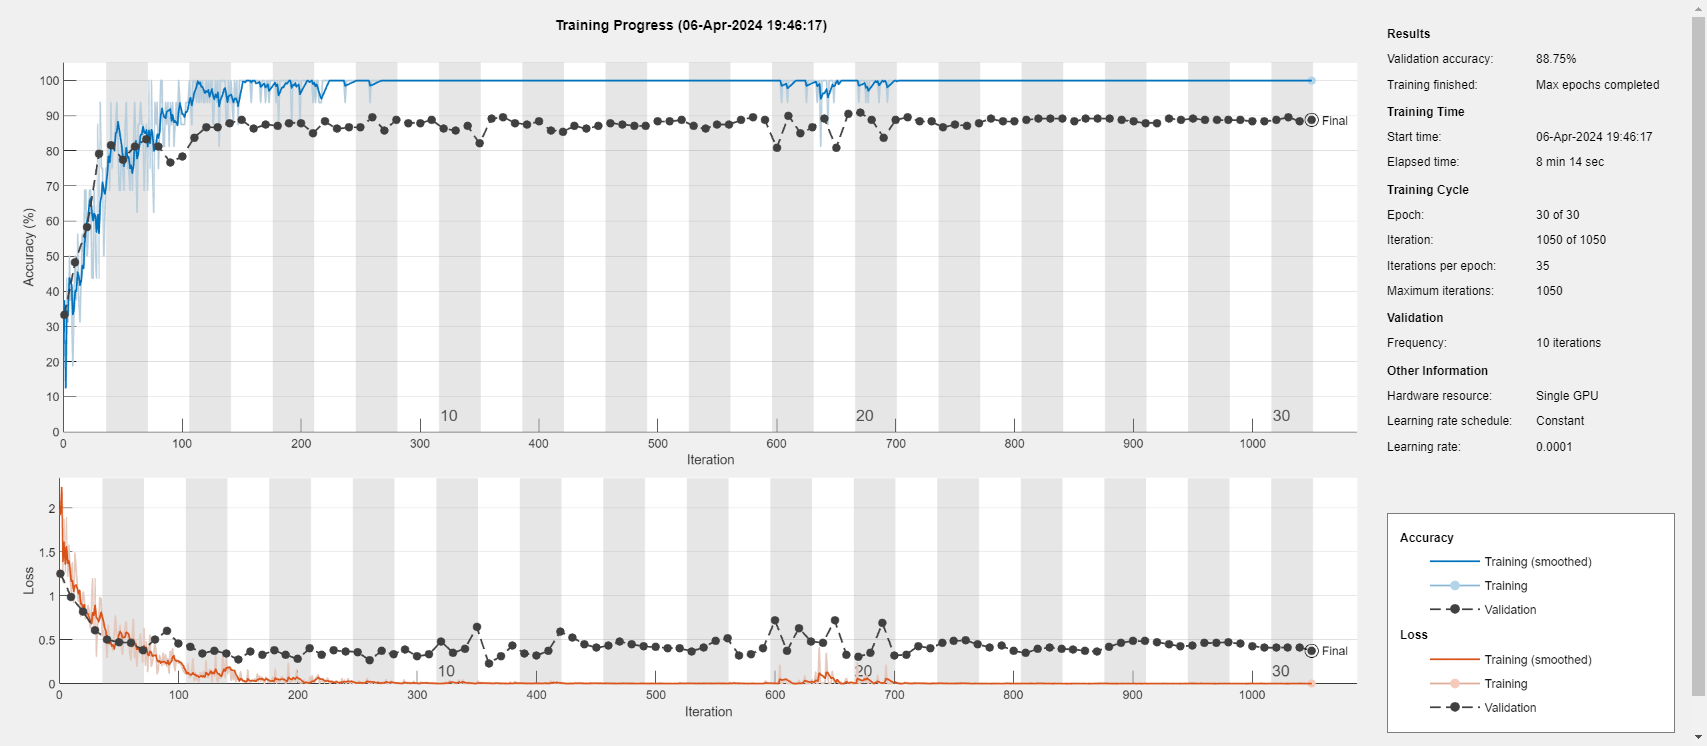 Training Progress (06-Apr-2024 19:46:17)
Accuracy (%)
100
90
80
70
60
50
40
30
20
10
0
Final
10
20
30
0 100 200 300 400 500 600 700 800 900 1000
Iteration
Loss
2
1.5
1
0.5
0
Final
10
20
30
0 100 200 300 400 500 600 700 800 900 1000
Iteration
Results
Validation accuracy: 88.75%
Training finished: Max epochs completed
Training Time
Start time: 06-Apr-2024 19:46:17
Elapsed time: 8 min 14 sec
Training Cycle
Epoch: 30 of 30
Iteration: 1050 of 1050
Iterations per epoch: 35
Maximum iterations: 1050
Validation
Frequency: 10 iterations
Other Information
Hardware resource: Single GPU
Learning rate schedule: Constant
Learning rate: 0.0001
Accuracy
Training (smoothed)
Training
Validation
Loss
Training (smoothed)
Training
Validation